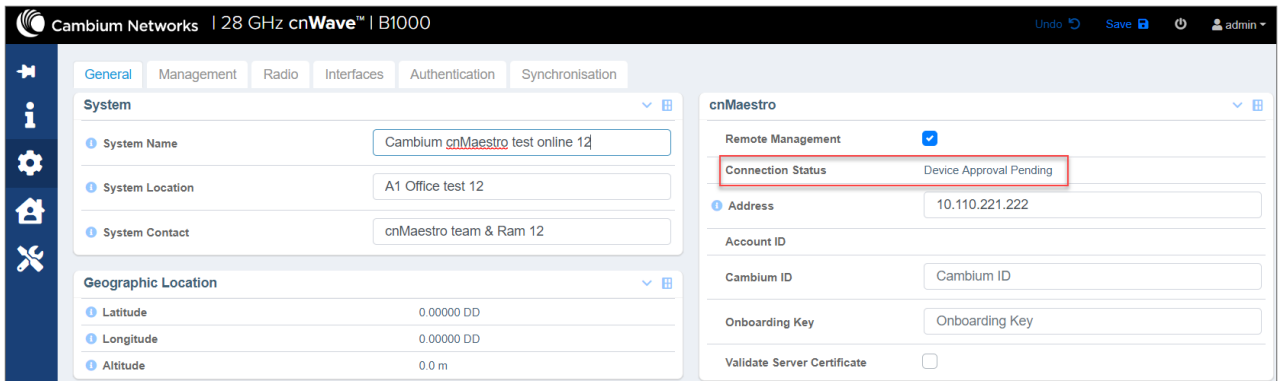 Cambium Networks | 28 GHz cnWave™ | B1000
Undo Save admin
General Management Radio Interfaces Authentication Synchronisation
System
System Name Cambium cnMaestro test online 12
System Location A1 Office test 12
System Contact cnMaestro team & Ram 12
Geographic Location
Latitude 0.00000 DD
Longitude 0.00000 DD
Altitude 0.0 m
cnMaestro
Remote Management
Connection Status Device Approval Pending
Address 10.110.221.222
Account ID
Cambium ID Cambium ID
Onboarding Key Onboarding Key
Validate Server Certificate